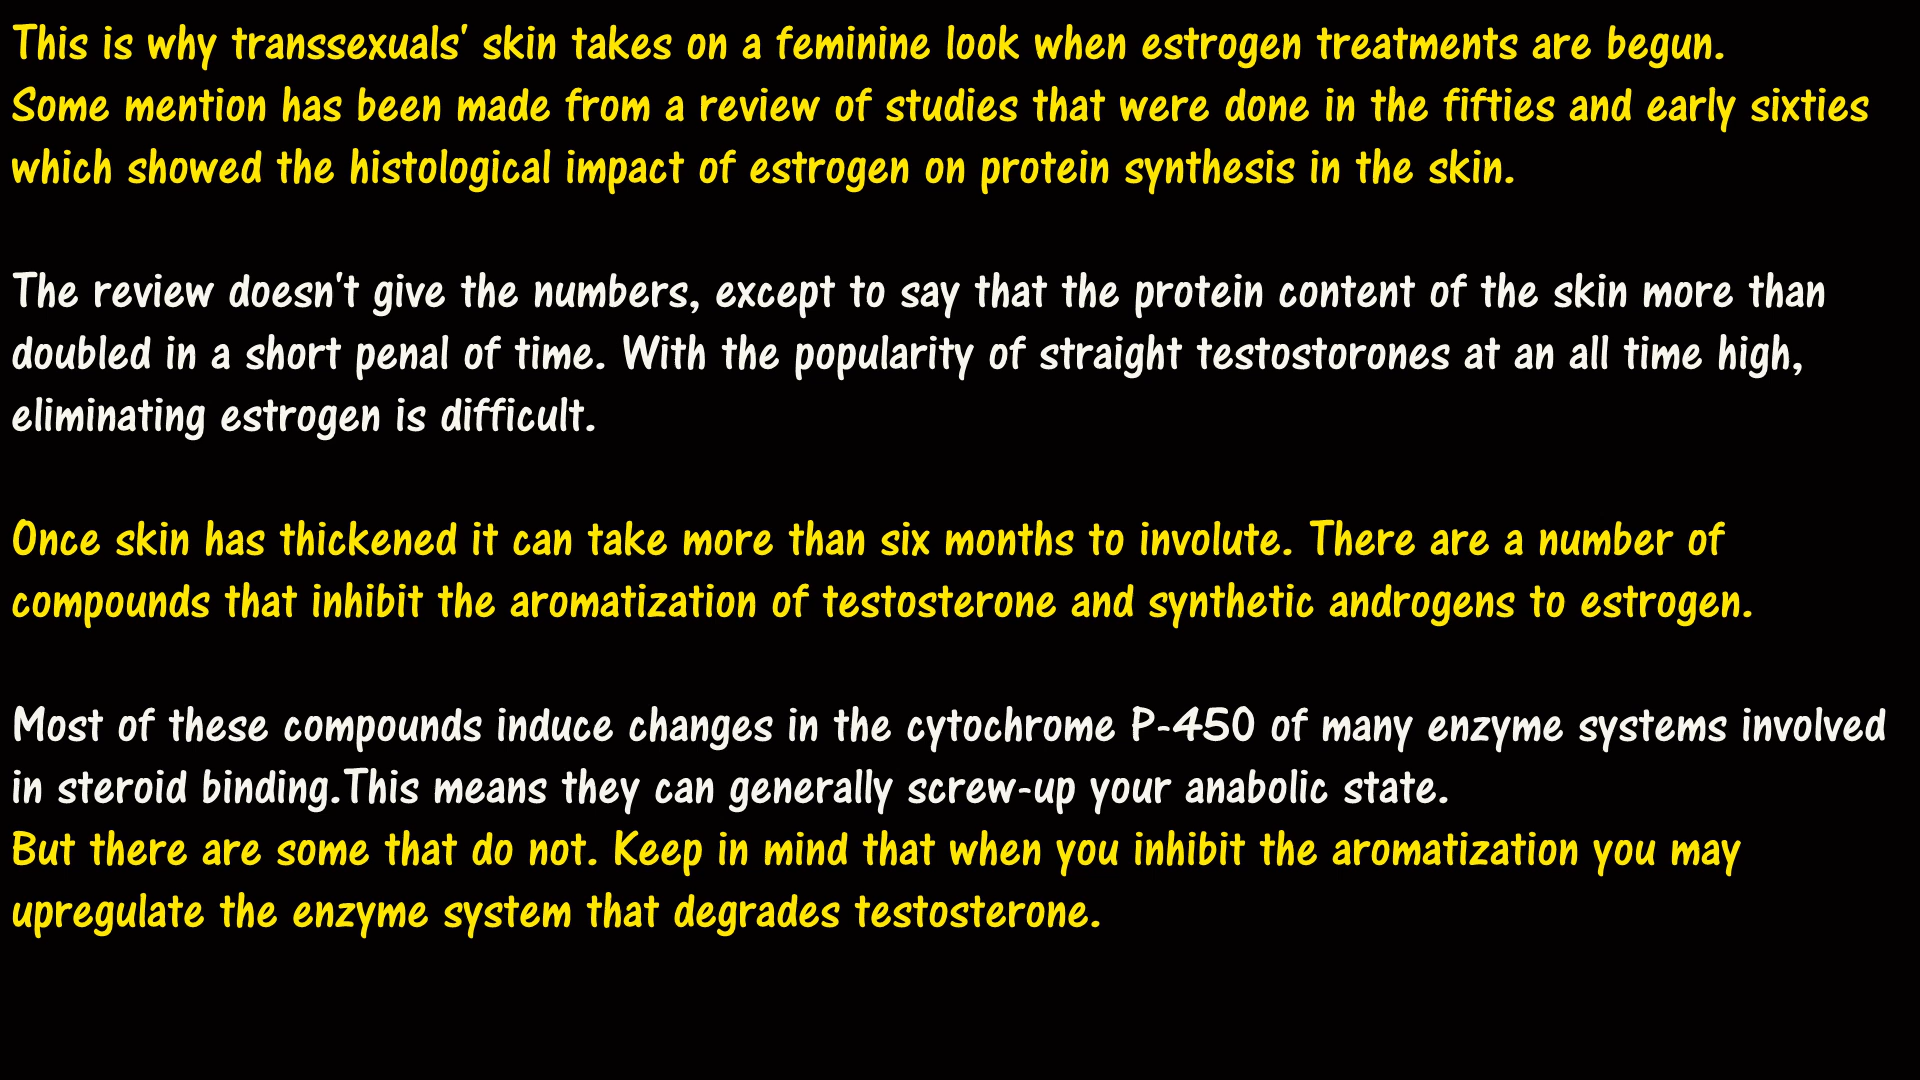 This is why transsexuals' skin takes on a feminine look when estrogen treatments are begun.
Some mention has been made from a review of studies that were done in the fifties and early sixties
which showed the histological impact of estrogen on protein synthesis in the skin.
The review doesn't give the numbers, except to say that the protein content of the skin more than
doubled in a short penal of time. With the popularity of straight testostorones at an all time high,
eliminating estrogen is difficult.
Once skin has thickened it can take more than six months to involute. There are a number of
compounds that inhibit the aromatization of testosterone and synthetic androgens to estrogen.
Most of these compounds induce changes in the cytochrome P-450 of many enzyme systems involved
in steroid binding.This means they can generally screw-up your anabolic state.
But there are some that do not. Keep in mind that when you inhibit the aromatization you may
upregulate the enzyme system that degrades testosterone.